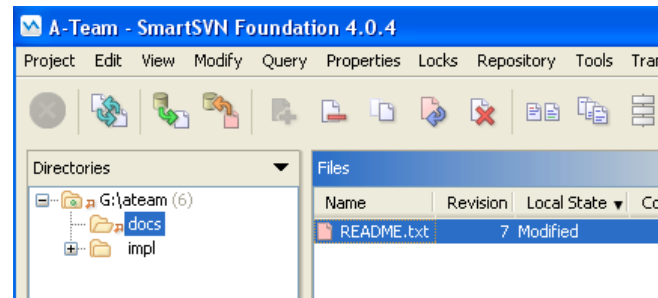 A-Team - SmartSVN Foundation 4.0.4
Project Edit View Modify Query Properties Locks Repository Tools
Directories
Files
G:\ateam (6)
docs
impl
Name Revision Local State
README.txt 7 Modified